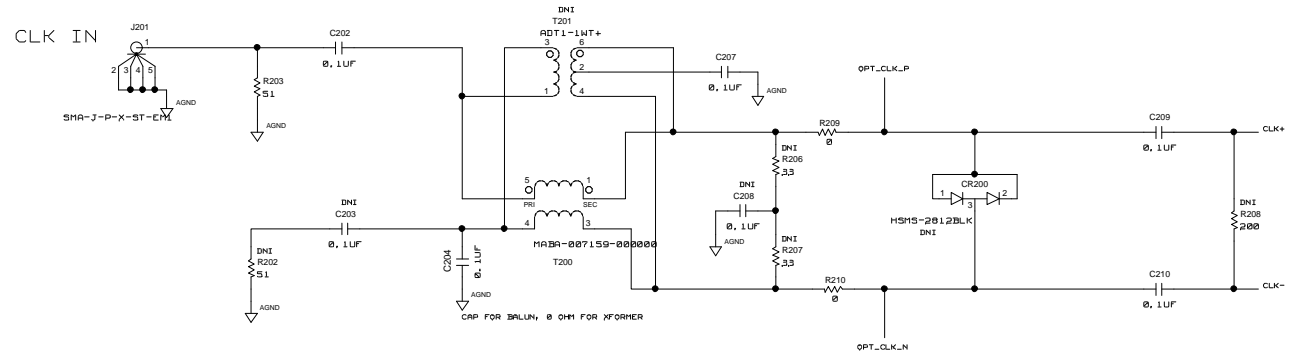 CLK IN
J201
1
2
3
4
5
AGND
SMA-J-P-X-ST-EM1
R203
51
AGND
C202
0.1UF
DNI
T201
ADT1-1WT+
3
6
2
1
4
C207
0.1UF
AGND
5
1
PRI
SEC
4
3
MABA-007159-000000
T200
DNI
C203
0.1UF
DNI
R202
51
AGND
C204
0.1UF
AGND
CAP FOR BALUN, 0 OHM FOR XFORMER
DNI
R206
33
DNI
C208
0.1UF
AGND
DNI
R207
33
R209
0
R210
0
OPT_CLK_P
OPT_CLK_N
CR200
1
2
3
HSMS-2812BLK
DNI
C209
0.1UF
C210
0.1UF
CLK+
DNI
R208
200
CLK-